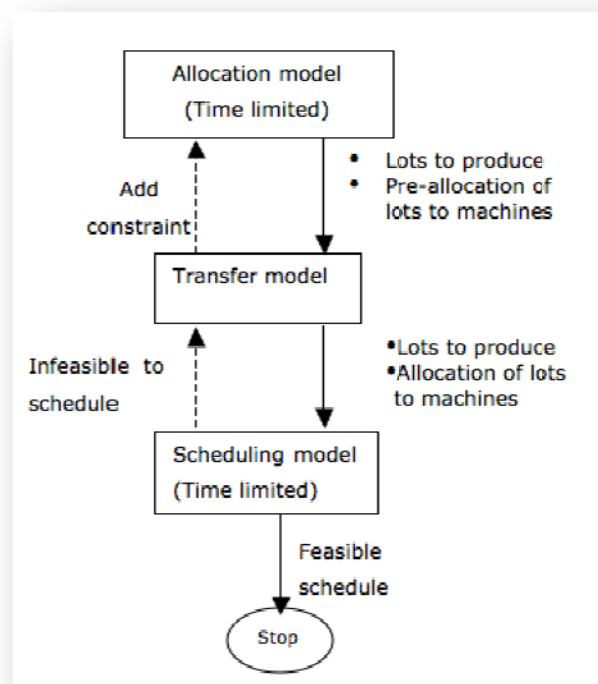 Allocation model
(Time limited)
Add
constraint
• Lots to produce
• Pre-allocation of
lots to machines
Transfer model
Infeasible to
schedule
•Lots to produce
•Allocation of lots
to machines
Scheduling model
(Time limited)
Feasible
schedule
Stop